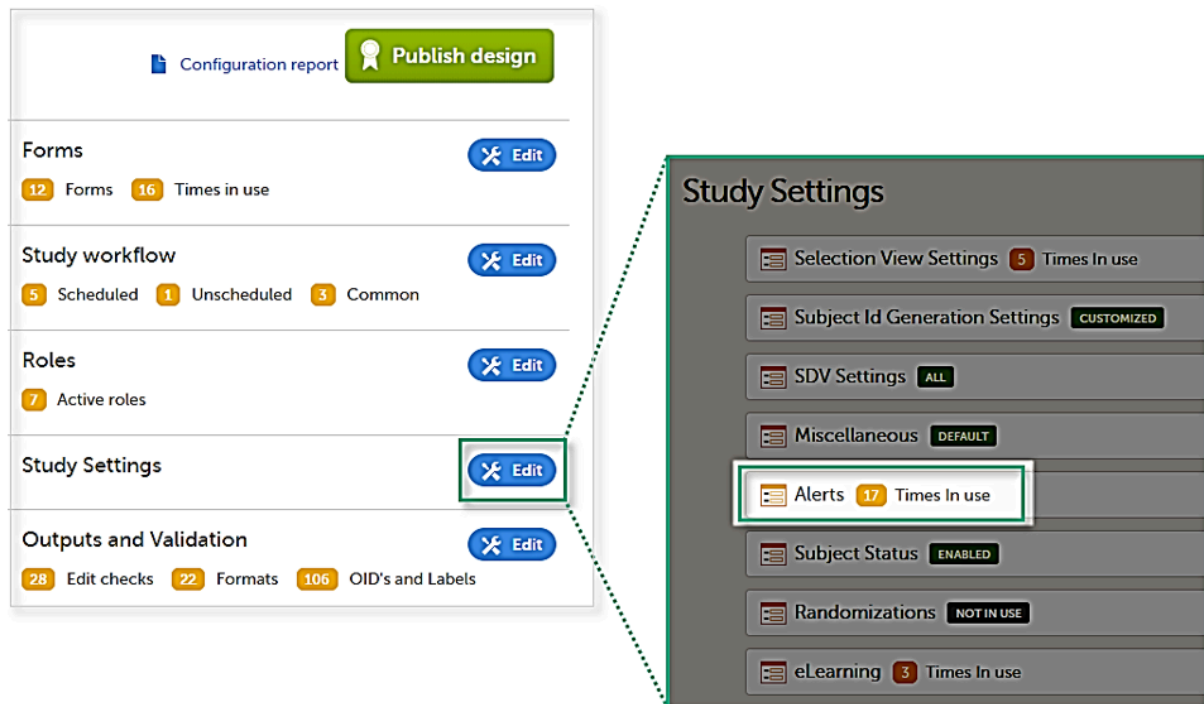 Configuration report
Publish design
Forms
Edit
12 Forms 16 Times in use
Study workflow
Edit
5 Scheduled 1 Unscheduled 3 Common
Roles
Edit
7 Active roles
Study Settings
Edit
Outputs and Validation
Edit
28 Edit checks 22 Formats 106 OID's and Labels
Study Settings
Selection View Settings 5 Times In use
Subject Id Generation Settings CUSTOMIZED
SDV Settings ALL
Miscellaneous DEFAULT
Alerts 17 Times In use
Subject Status ENABLED
Randomizations NOT IN USE
eLearning 3 Times In use